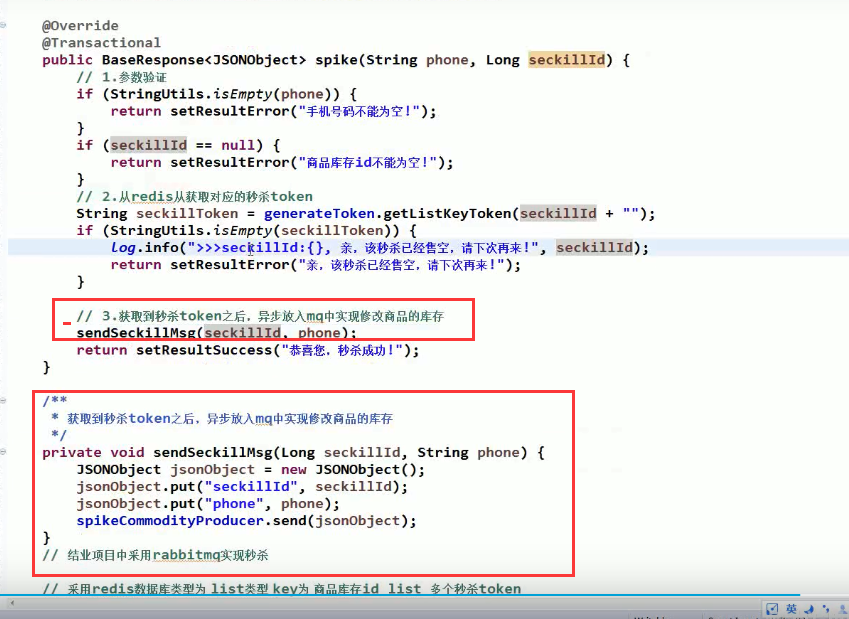 @Override
@Transactional
public BaseResponse<JSONObject> spike(String phone, Long seckillId) {
// 1.参数验证
if (StringUtils.isEmpty(phone)) {
return setResultError("手机号码不能为空!");
}
if (seckillId == null) {
return setResultError("商品库存id不能为空!");
}
// 2.从redis从获取对应的秒杀token
String seckillToken = generateToken.getListKeyToken(seckillId + "");
if (StringUtils.isEmpty(seckillToken)) {
log.info(">>>seckillId:{}, 亲，该秒杀已经售空，请下次再来!", seckillId);
return setResultError("亲，该秒杀已经售空，请下次再来!");
}
// 3.获取到秒杀token之后，异步放入mq中实现修改商品的库存
sendSeckillMsg(seckillId, phone);
return setResultSuccess("恭喜您，秒杀成功!");
}
/**
* 获取到秒杀token之后，异步放入mq中实现修改商品的库存
*/
private void sendSeckillMsg(Long seckillId, String phone) {
JSONObject jsonObject = new JSONObject();
jsonObject.put("seckillId", seckillId);
jsonObject.put("phone", phone);
spikeCommodityProducer.send(jsonObject);
}
// 结业项目中采用rabbitmq实现秒杀
// 采用redis数据库类型为 list类型 key为 商品库存id list 多个秒杀token
英